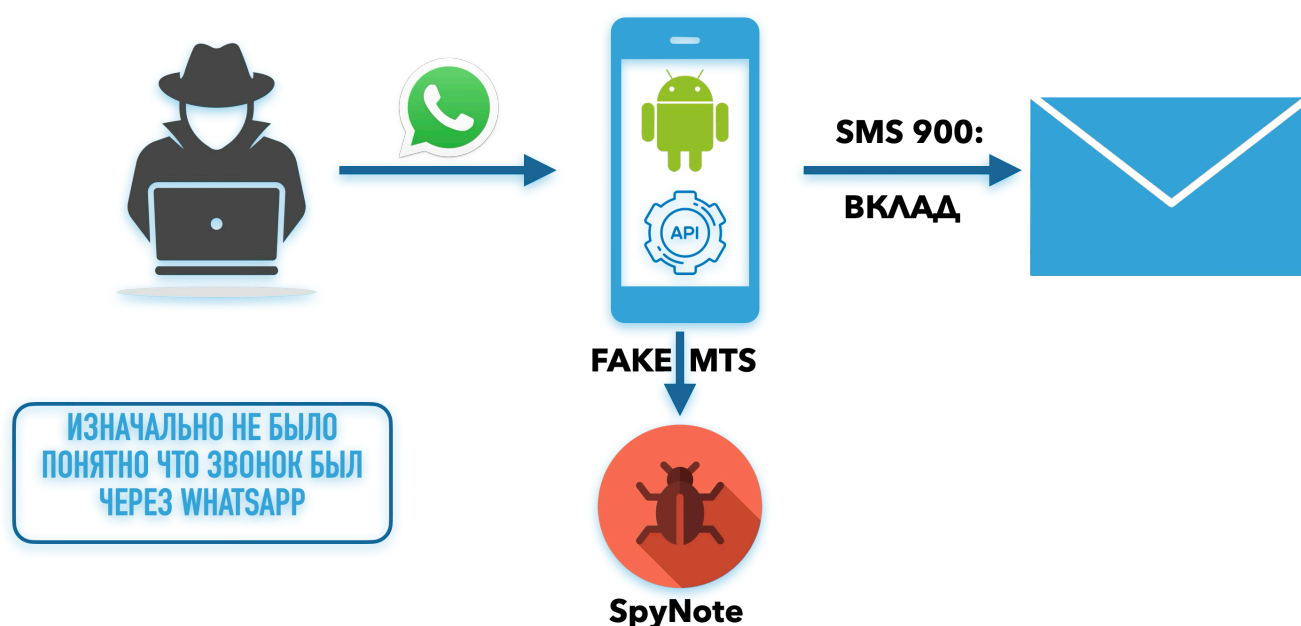 API
SMS 900:
ВКЛАД
FAKE MTS
ИЗНАЧАЛЬНО НЕ БЫЛО
ПОНЯТНО ЧТО ЗВОНОК БЫЛ
ЧЕРЕЗ WHATSAPP
SpyNote